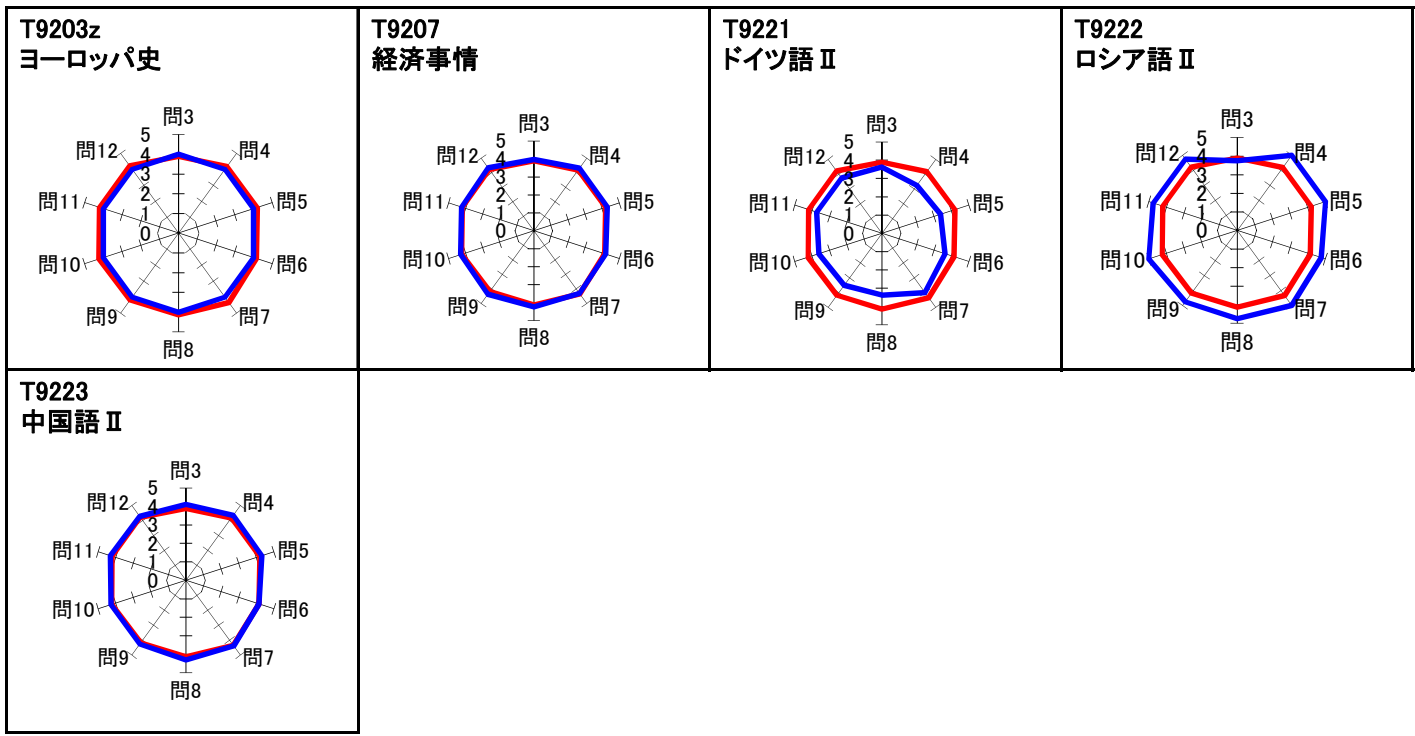 T9203z
ヨーロッパ史
問3
問4
問5
問6
問7
問8
問9
問10
問11
問12
5
4
3
2
1
0
T9207
経済事情
問3
問4
問5
問6
問7
問8
問9
問10
問11
問12
5
4
3
2
1
0
T9221
ドイツ語Ⅱ
問3
問4
問5
問6
問7
問8
問9
問10
問11
問12
5
4
3
2
1
0
T9222
ロシア語Ⅱ
問3
問4
問5
問6
問7
問8
問9
問10
問11
問12
5
4
3
2
1
0
T9223
中国語Ⅱ
問3
問4
問5
問6
問7
問8
問9
問10
問11
問12
5
4
3
2
1
0